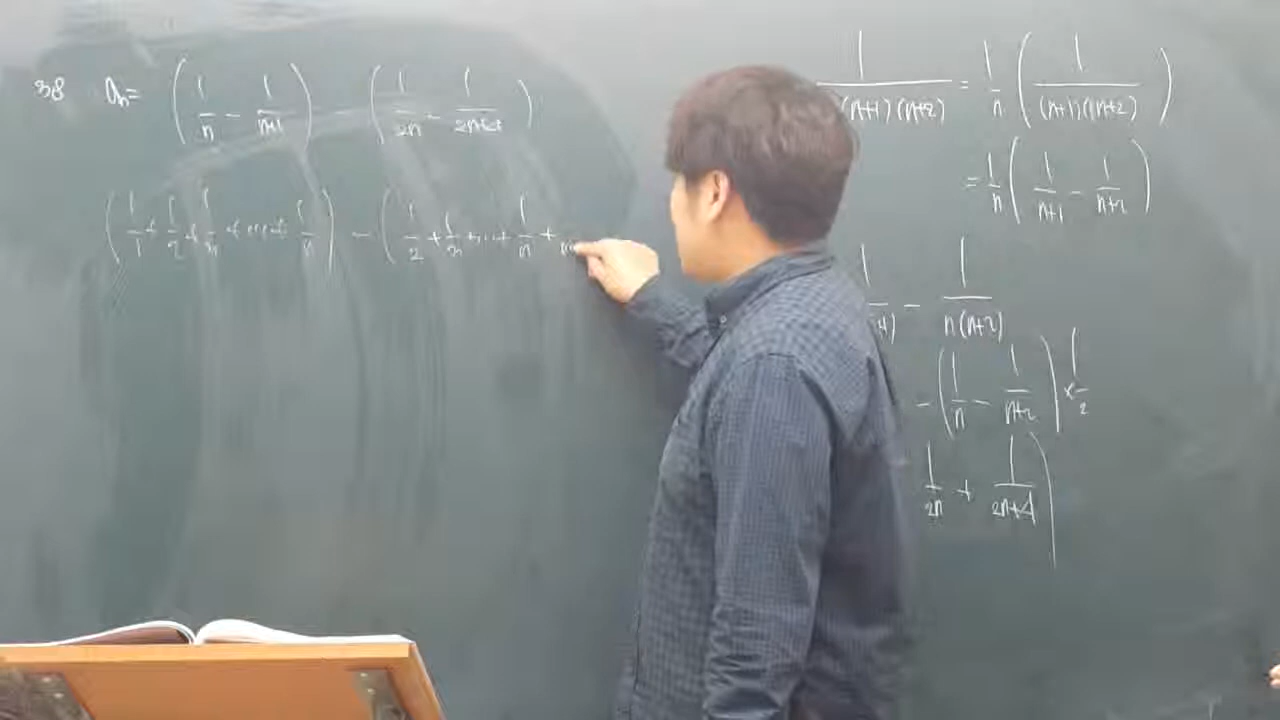 38 aₙ= (1/n - 1/(n+1)) (1/2n - 1/(2n+4))
(1/1 + 1/2 + 1/3 + ... + 1/n) - (1/2 + 1/3 + ... + 1/n +
(n+1)(n+2) = 1/n (1/((n+1)(n+2)))
= 1/n (1/(n+1) - 1/(n+2))
- 1/(n(n+2))
- (1/n - 1/(n+2)) × 1/2
1/2n + 1/(2n+4)